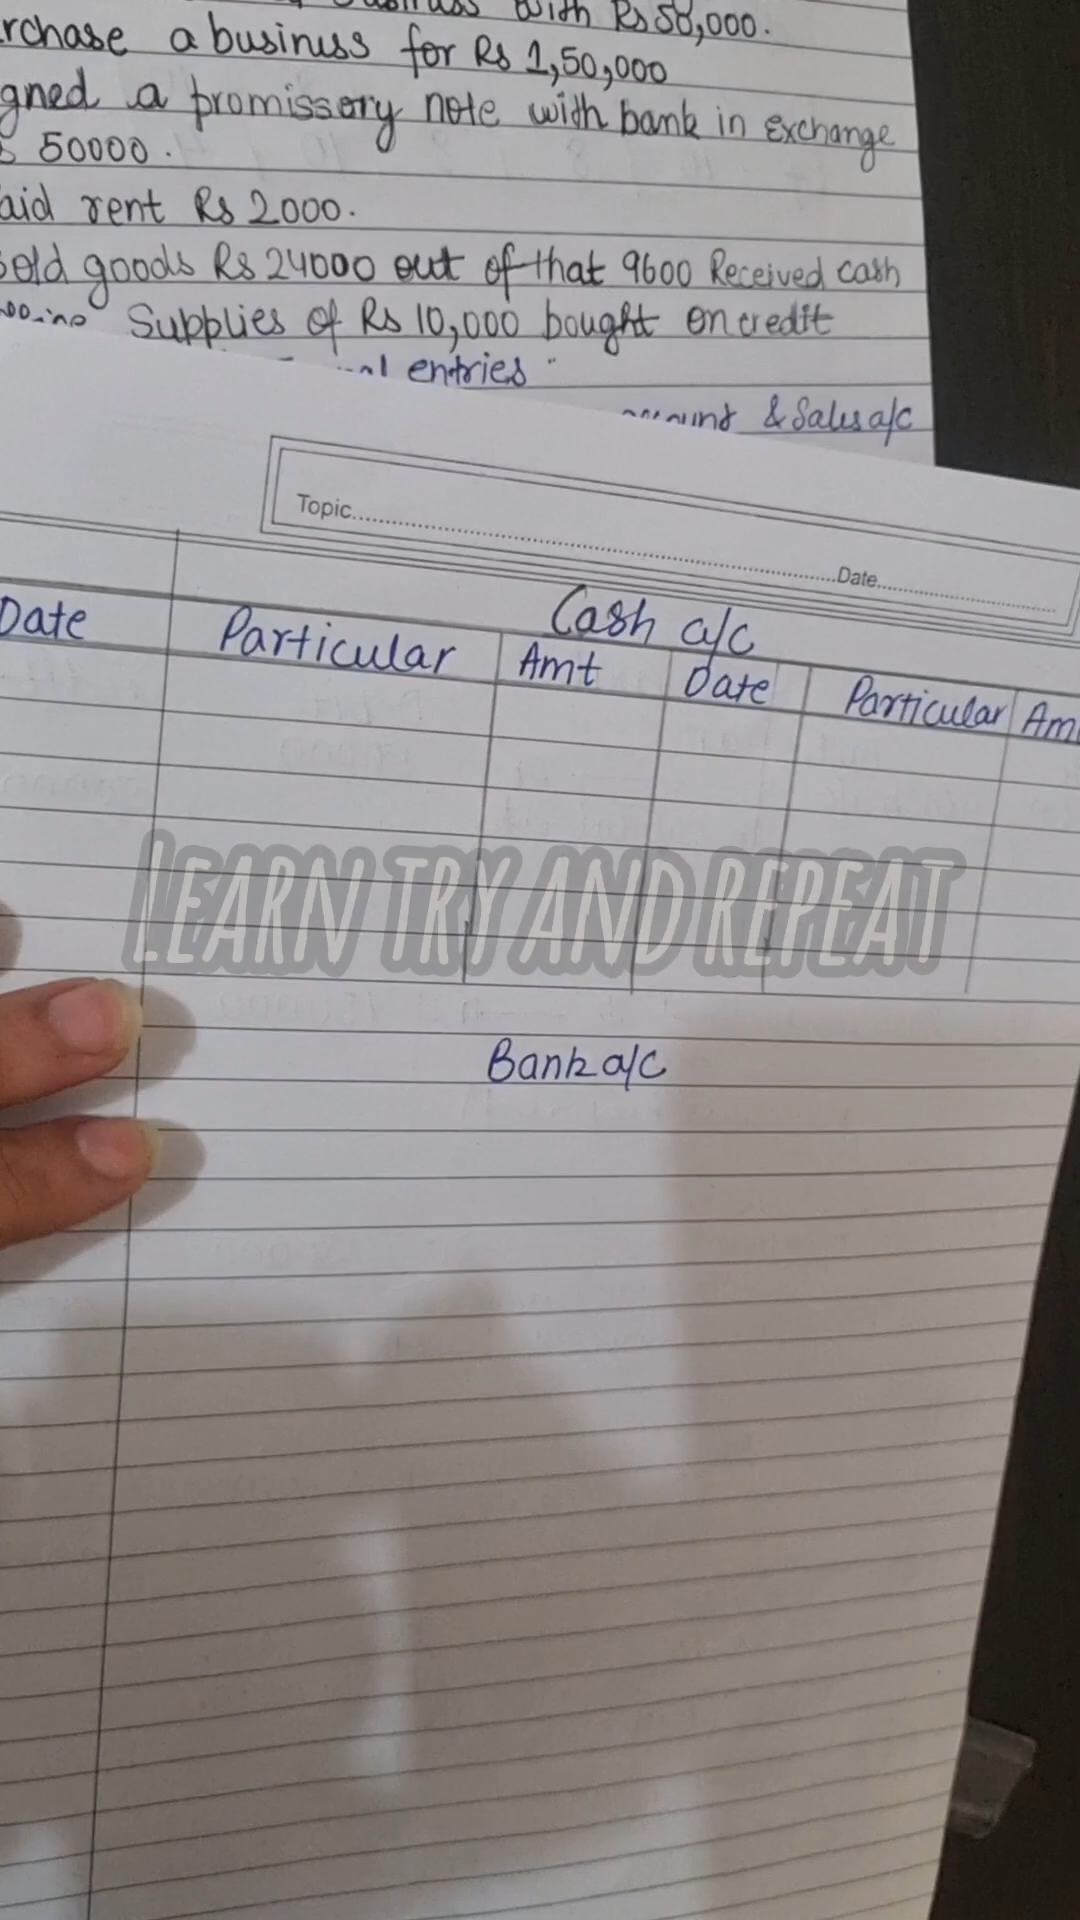 with Rs 50,000.
rchase a business for Rs 1,50,000
gned a promissory note with bank in exchange
50000.
aid rent Rs 2000.
Sold goods Rs 24000 out of that 9600 Received cash
Supplies of Rs 10,000 bought on credit
entries"
& Sales a/c
Topic.......... Date..........
Cash a/c
Date Particular Amt Date Particular Am
LEARN TRY AND REPEAT
Bank a/c